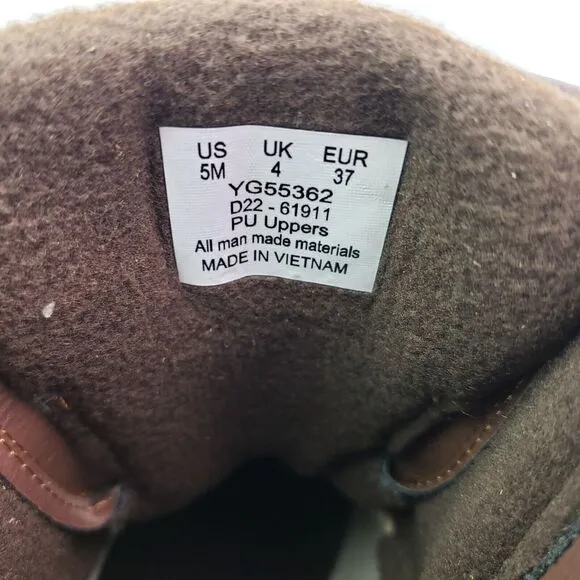 US UK EUR
5M 4 37
YG55362
D22 - 61911
PU Uppers
All man made materials
MADE IN VIETNAM